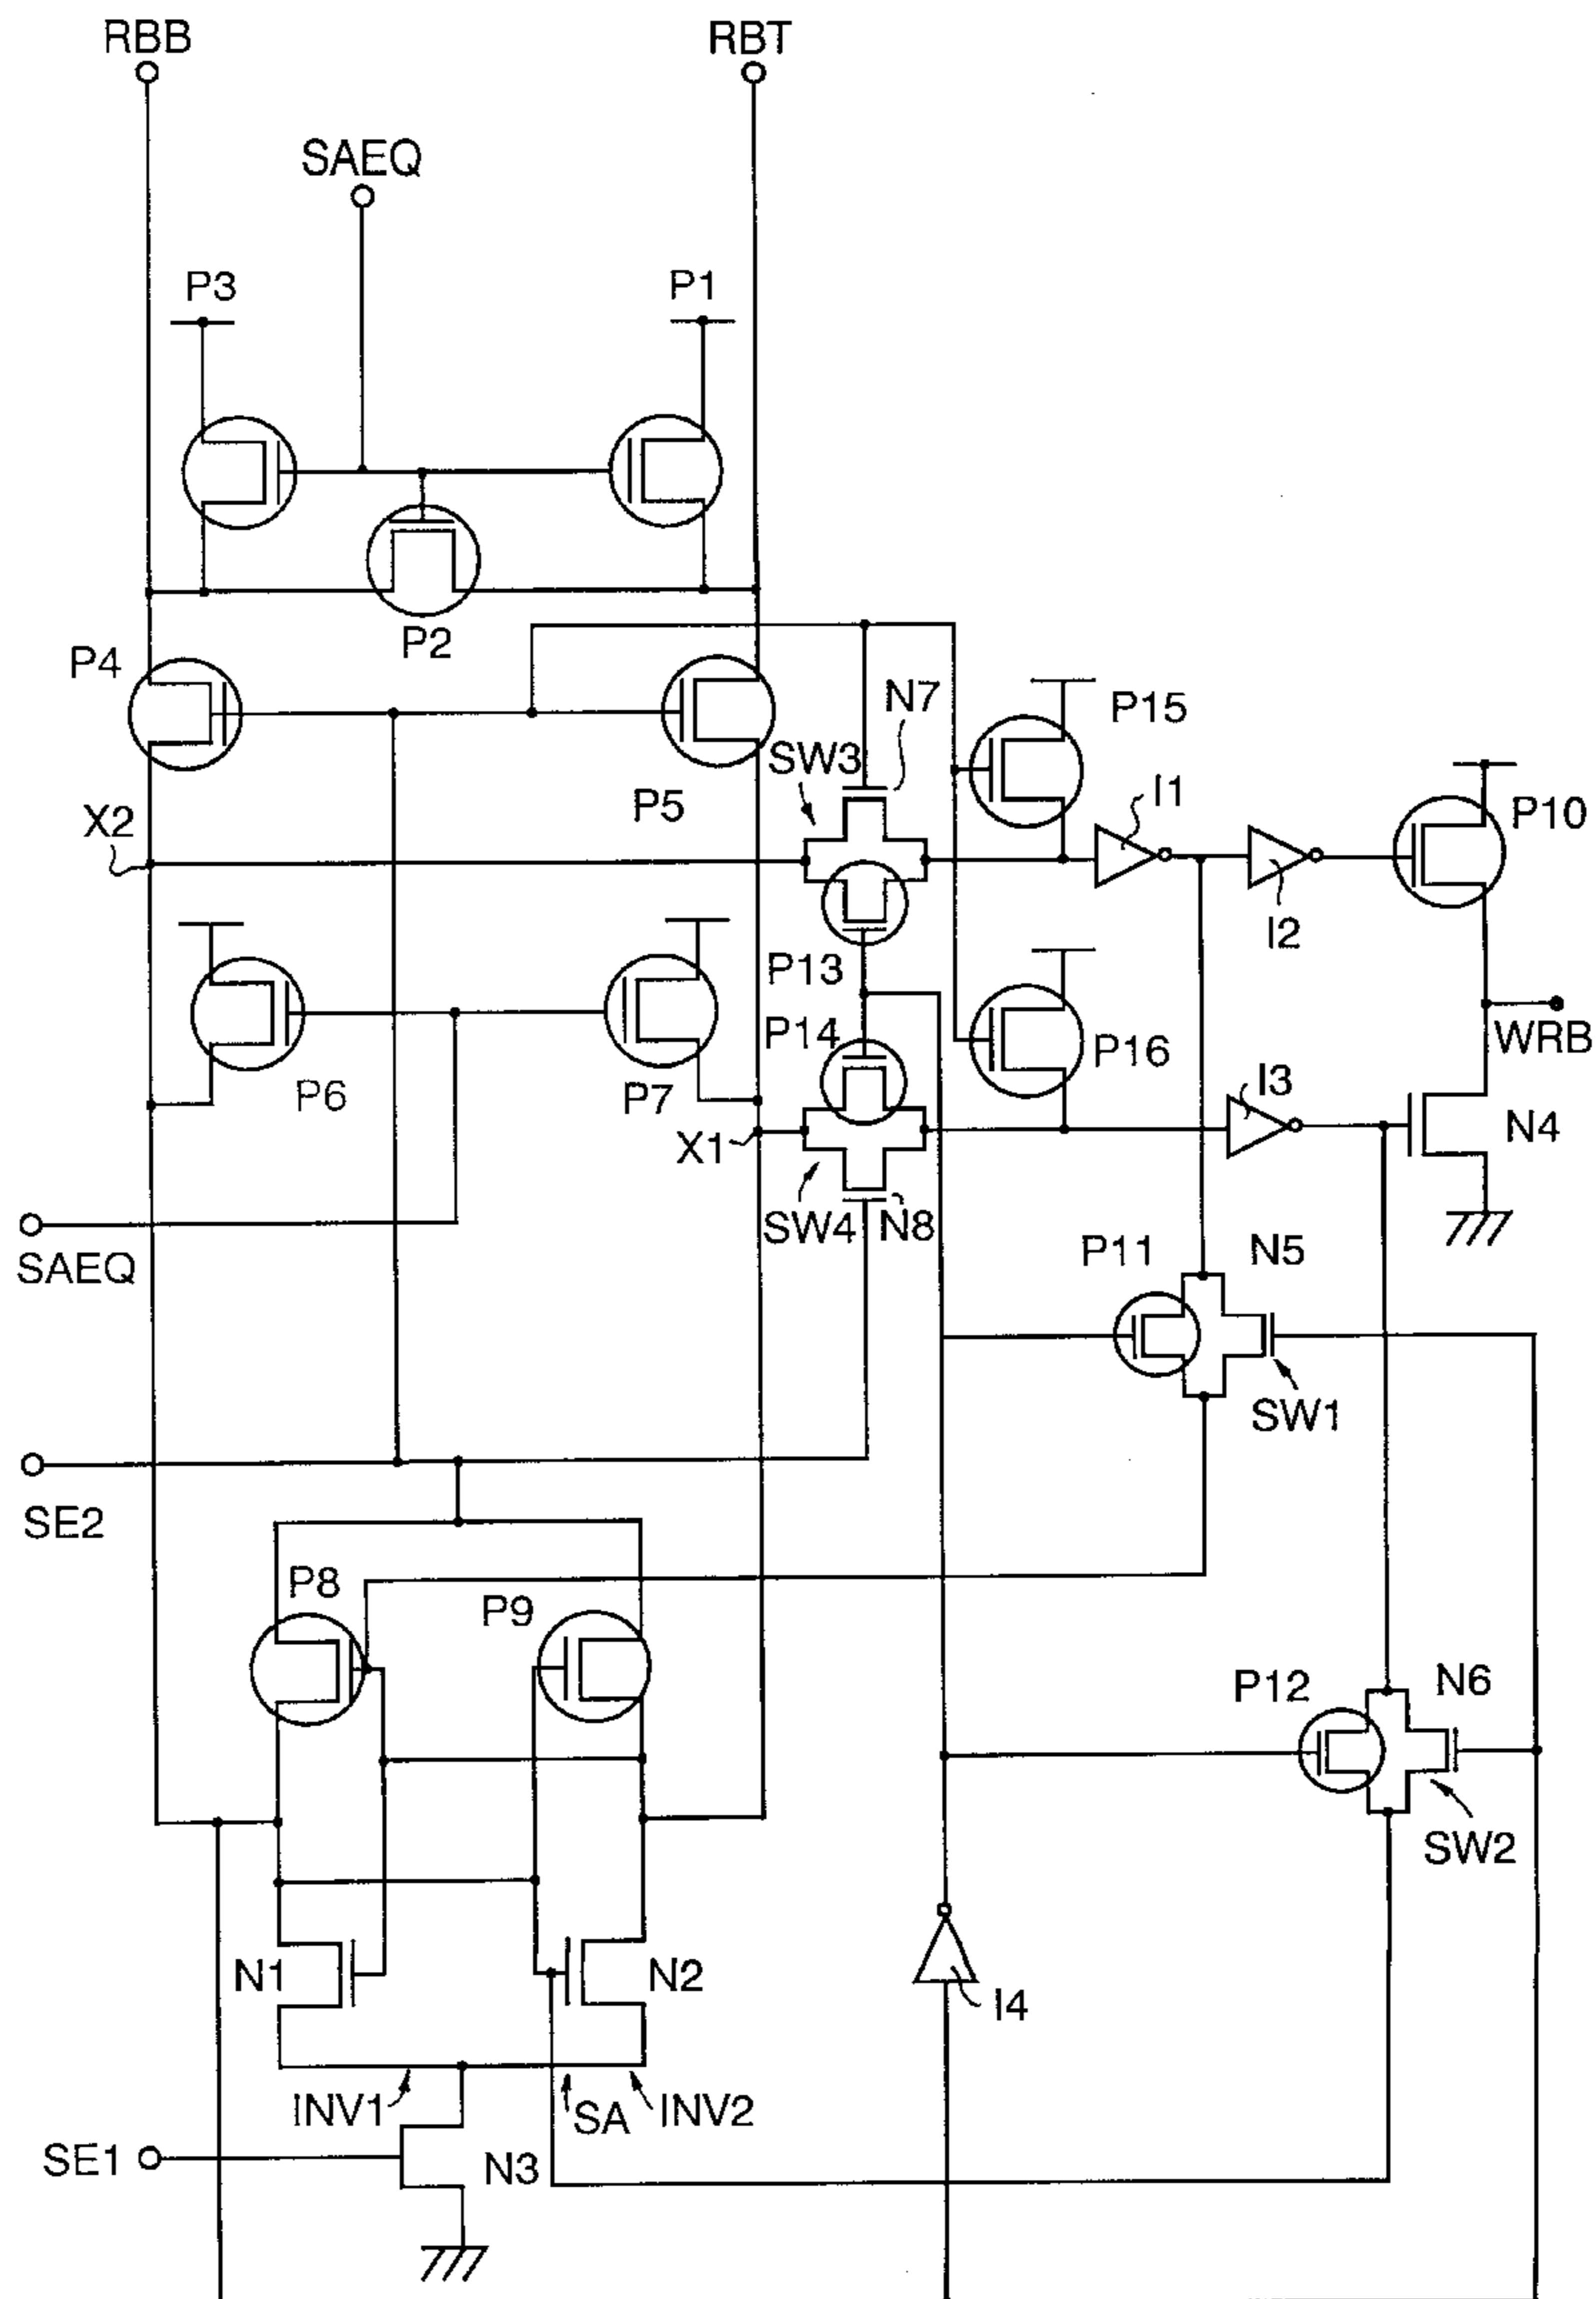 RBB
RBT
SAEQ
P3
P1
P2
P4
N7
P15
SW3
P5
I1
P10
X2
I2
P13
P14
WRB
P16
P6
P7
I3
X1
N4
SW4
N8
SAEQ
P11
N5
SW1
SE2
P8
P9
P12
N6
SW2
N1
N2
I4
INV1
SA
INV2
SE1
N3